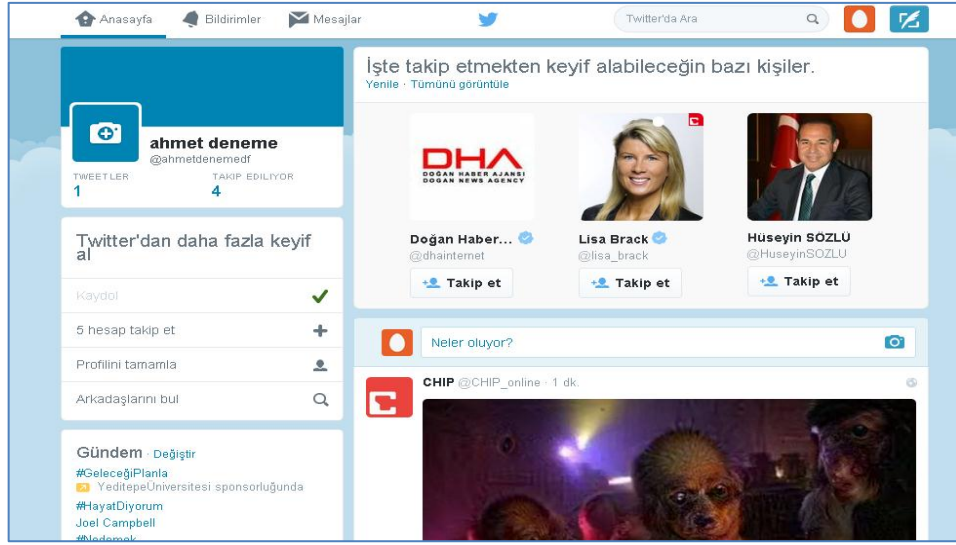 Anasayfa
Bildirimler
Mesajlar
Twitter'da Ara
ahmet deneme
@ahmetdenemedf
TWEETLER
TAKIP EDILIYOR
1
4
Twitter'dan daha fazla keyif
al
Kaydol
5 hesap takip et
Profilini tamamla
Arkadaşlarını bul
Gündem · Değiştir
#GeleceğiPlanla
YeditepeÜniversitesi sponsorluğunda
#HayatDiyorum
Joel Campbell
#Nedemek
İşte takip etmekten keyif alabileceğin bazı kişiler.
Yenile · Tümünü görüntüle
DHA
DOĞAN HABER AJANSI
DOGAN NEWS AGENCY
Doğan Haber...
@dhainternet
Takip et
Lisa Brack
@lisa_brack
Takip et
Hüseyin SÖZLÜ
@HuseyinSOZLU
Takip et
Neler oluyor?
CHIP @CHIP_online · 1 dk.